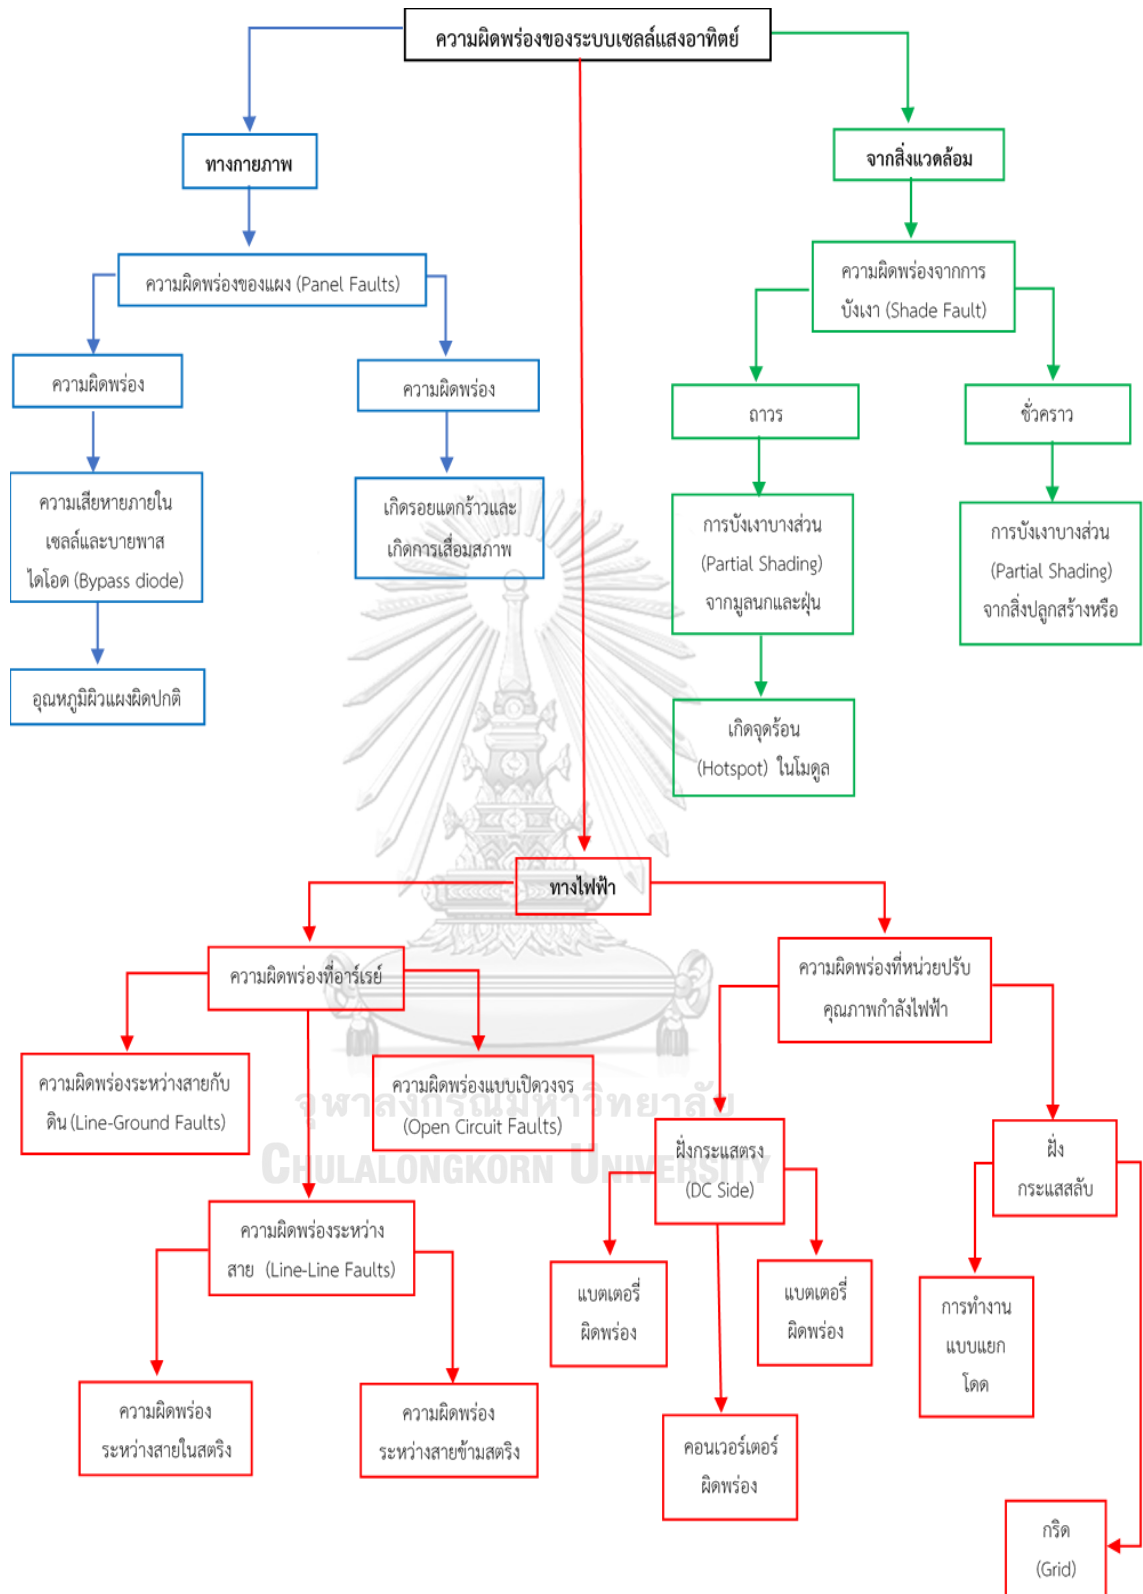 ความผิดพร่องของระบบเซลล์แสงอาทิตย์
ทางกายภาพ
จากสิ่งแวดล้อม
ความผิดพร่องของแผง (Panel Faults)
ความผิดพร่องจากการ
บังเงา (Shade Fault)
ความผิดพร่อง
ความผิดพร่อง
ถาวร
ชั่วคราว
ความเสียหายภายใน
เซลล์และบายพาส
ไดโอด (Bypass diode)
เกิดรอยแตกร้าวและ
เกิดการเสื่อมสภาพ
การบังเงาบางส่วน
(Partial Shading)
จากมูลนกและฝุ่น
การบังเงาบางส่วน
(Partial Shading)
จากสิ่งปลูกสร้างหรือ
อุณหภูมิผิวแผงผิดปกติ
เกิดจุดร้อน
(Hotspot) ในโมดูล
ทางไฟฟ้า
ความผิดพร่องที่อาร์เรย์
ความผิดพร่องที่หน่วยปรับ
คุณภาพกำลังไฟฟ้า
ความผิดพร่องระหว่างสายกับ
ดิน (Line-Ground Faults)
ความผิดพร่องแบบเปิดวงจร
(Open Circuit Faults)
จุฬาลงกรณ์มหาวิทยาลัย
CHULALONGKORN UNIVERSITY
ฝั่งกระแสตรง
(DC Side)
ฝั่ง
กระแสสลับ
ความผิดพร่องระหว่าง
สาย (Line-Line Faults)
แบตเตอรี่
ผิดพร่อง
แบตเตอรี่
ผิดพร่อง
การทำงาน
แบบแยก
โดด
ความผิดพร่อง
ระหว่างสายในสตริง
ความผิดพร่อง
ระหว่างสายข้ามสตริง
คอนเวอร์เตอร์
ผิดพร่อง
กริด
(Grid)